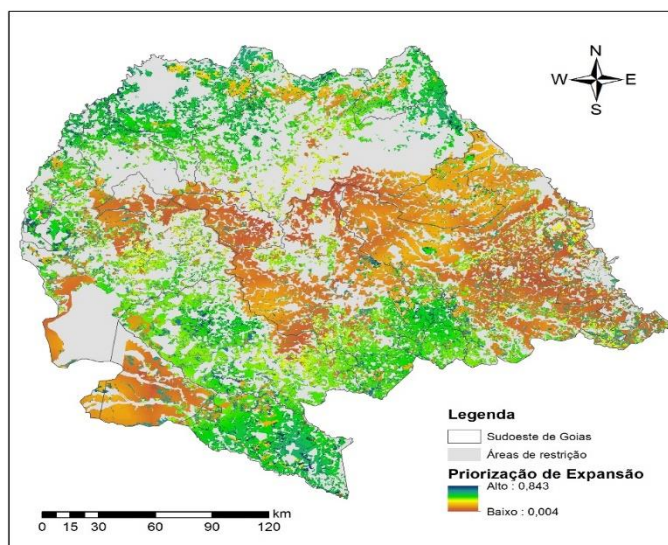 N
W E
S
Legenda
Sudoeste de Goias
Áreas de restrição
Priorização de Expansão
Alto : 0,843
Baixo : 0,004
km
0 15 30 60 90 120